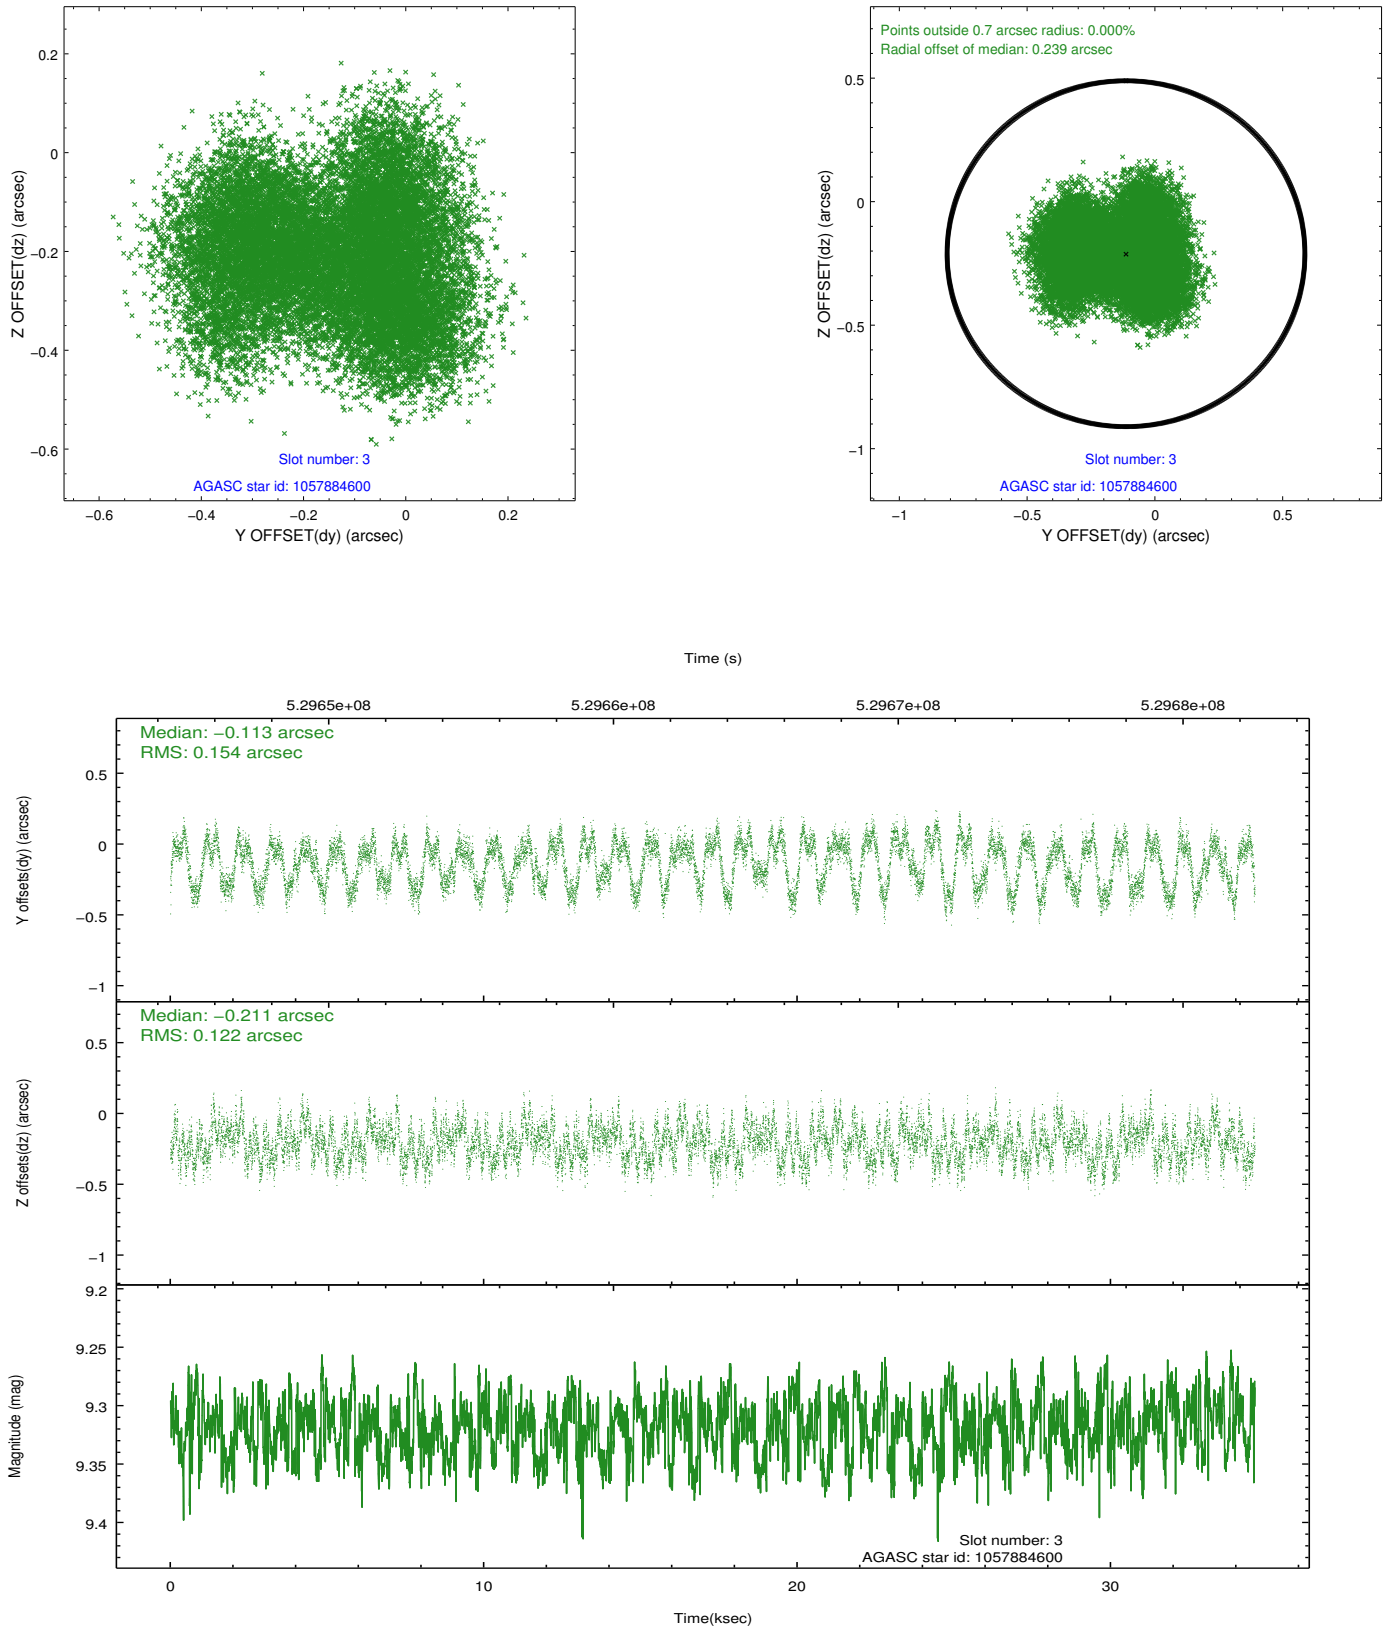 0.2
0
−0.2
−0.4
−0.6
Z OFFSET(dz) (arcsec)
Slot number: 3
AGASC star id: 1057884600
−0.6
−0.4
−0.2
0
0.2
Y OFFSET(dy) (arcsec)
Points outside 0.7 arcsec radius: 0.000%
Radial offset of median: 0.239 arcsec
0.5
0
−0.5
−1
Z OFFSET(dz) (arcsec)
Slot number: 3
AGASC star id: 1057884600
−1
−0.5
0
0.5
Y OFFSET(dy) (arcsec)
Time (s)
5.2965e+08
5.2966e+08
5.2967e+08
5.2968e+08
Median: −0.113 arcsec
RMS: 0.154 arcsec
0.5
0
−0.5
−1
Y offsets(dy) (arcsec)
Median: −0.211 arcsec
RMS: 0.122 arcsec
0.5
0
−0.5
−1
Z offsets(dz) (arcsec)
9.2
9.25
9.3
9.35
9.4
Magnitude (mag)
Slot number: 3
AGASC star id: 1057884600
0
10
20
30
Time(ksec)